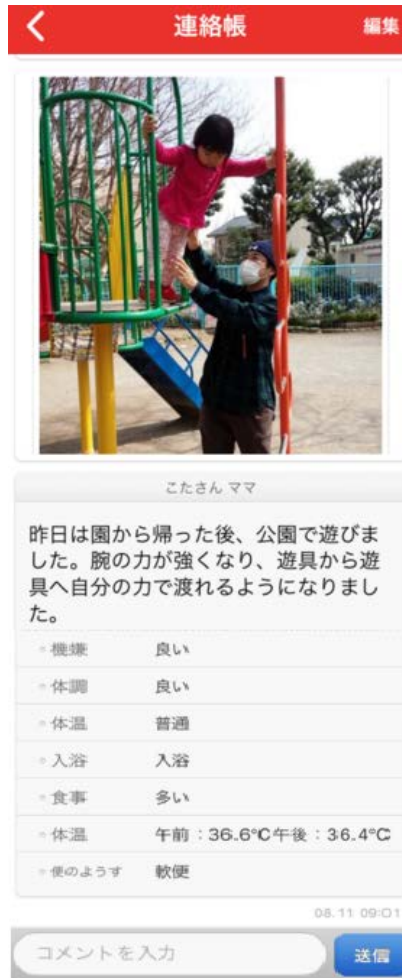 連絡帳
編集
こたさん ママ
昨日は園から帰った後、公園で遊びま
した。腕の力が強くなり、遊具から遊
具へ自分の力で渡れるようになりまし
た。
機嫌 良い
体調 良い
体温 普通
入浴 入浴
食事 多い
体温 午前：36.6°C 午後：36.4°C
便のようす 軟便
08.11 09:01
コメントを入力
送信